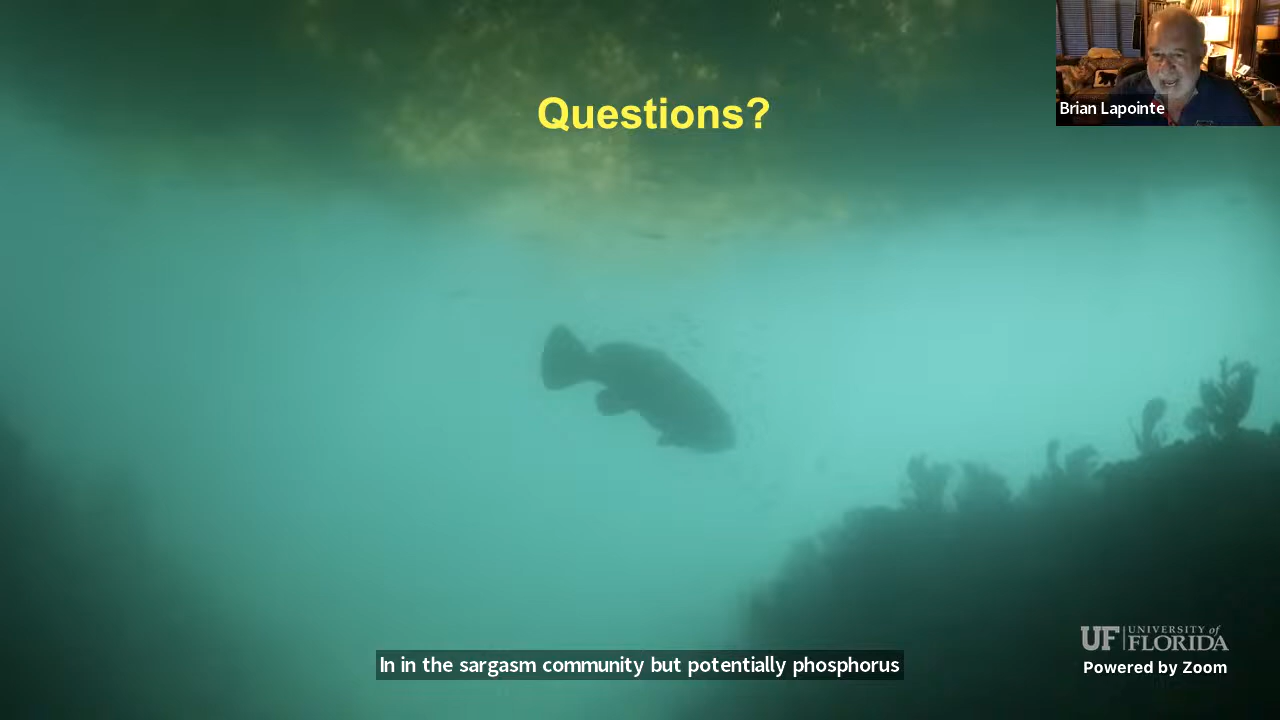 Questions?
Brian Lapointe
UF UNIVERSITY of
FLORIDA
Powered by Zoom
In in the sargasm community but potentially phosphorus